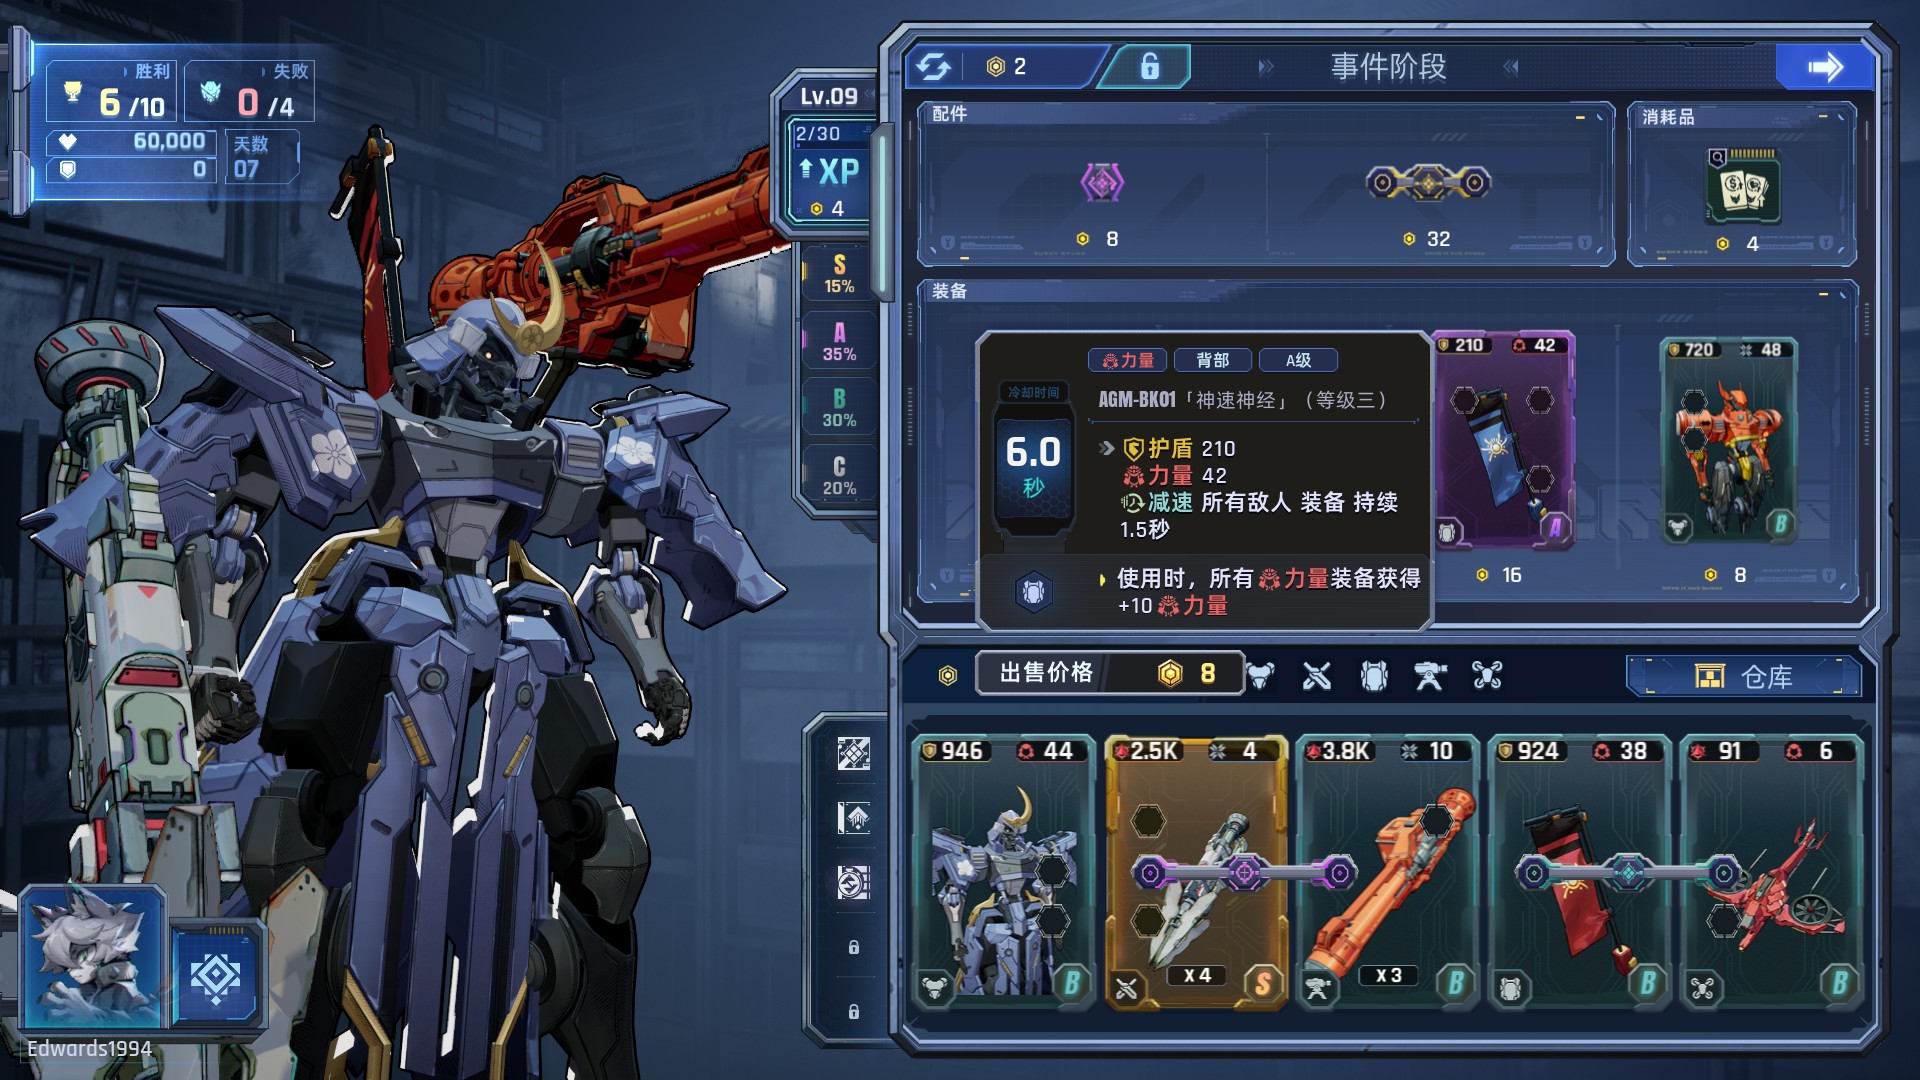 胜利
6 /10
失败
0 /4
60,000
0
天数
07
Lv.09
2/30
XP
4
S
15%
A
35%
B
30%
C
20%
2
事件阶段
配件
8
32
消耗品
4
装备
力量
背部
A级
冷却时间
6.0
秒
AGM-BK01「神速神经」（等级三）
护盾 210
力量 42
减速 所有敌人 装备 持续
1.5秒
使用时，所有力量装备获得
+10 力量
210
42
A
16
720
48
B
8
出售价格
8
仓库
946
44
B
2.5K
4
x4
S
3.8K
10
x3
B
924
38
B
91
6
B
Edwards1994